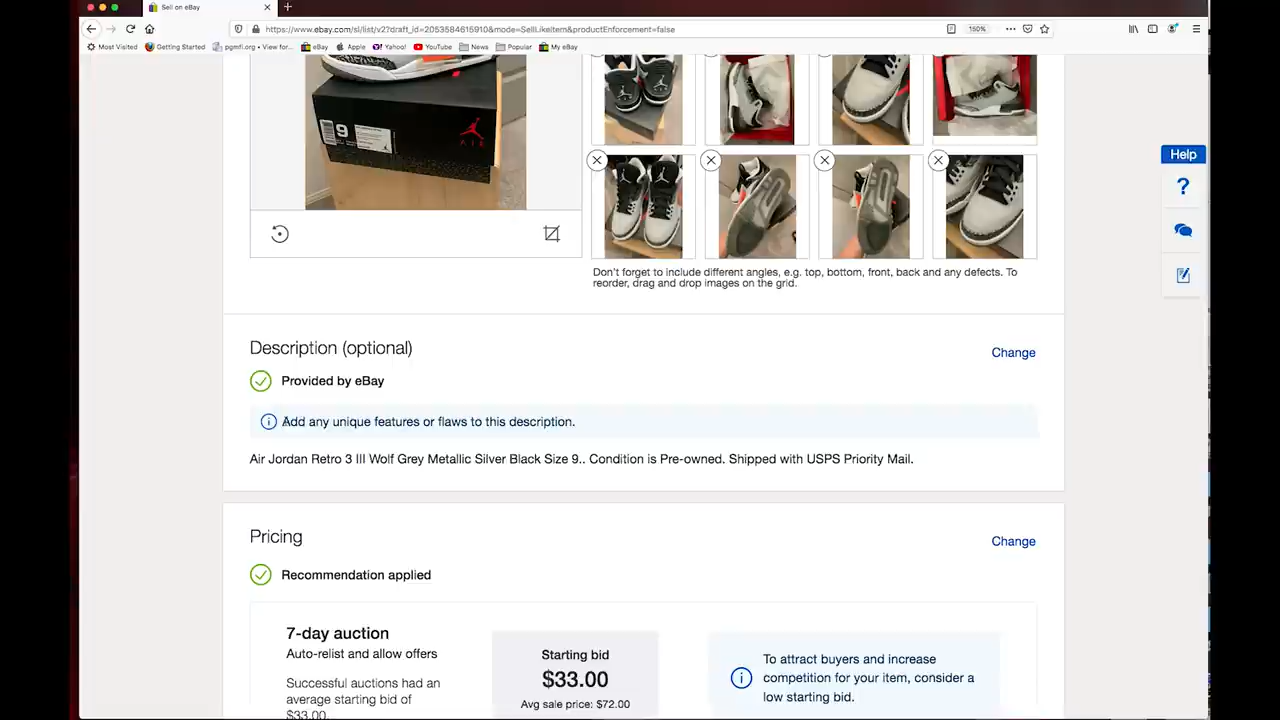 Sell on eBay
https://www.ebay.com/sl/list/v2?draft_id=2053584615910&mode=SellLikeItem&productEnforcement=false
150%
Most Visited
Getting Started
pgmfi.org • View for...
eBay
Apple
Yahoo!
YouTube
News
Popular
My eBay
9
AIR
Help
?
Don't forget to include different angles, e.g. top, bottom, front, back and any defects. To
reorder, drag and drop images on the grid.
Description (optional)
Change
Provided by eBay
Add any unique features or flaws to this description.
Air Jordan Retro 3 III Wolf Grey Metallic Silver Black Size 9.. Condition is Pre-owned. Shipped with USPS Priority Mail.
Pricing
Change
Recommendation applied
7-day auction
Auto-relist and allow offers
Successful auctions had an
average starting bid of
$33.00.
Starting bid
$33.00
Avg sale price: $72.00
To attract buyers and increase
competition for your item, consider a
low starting bid.